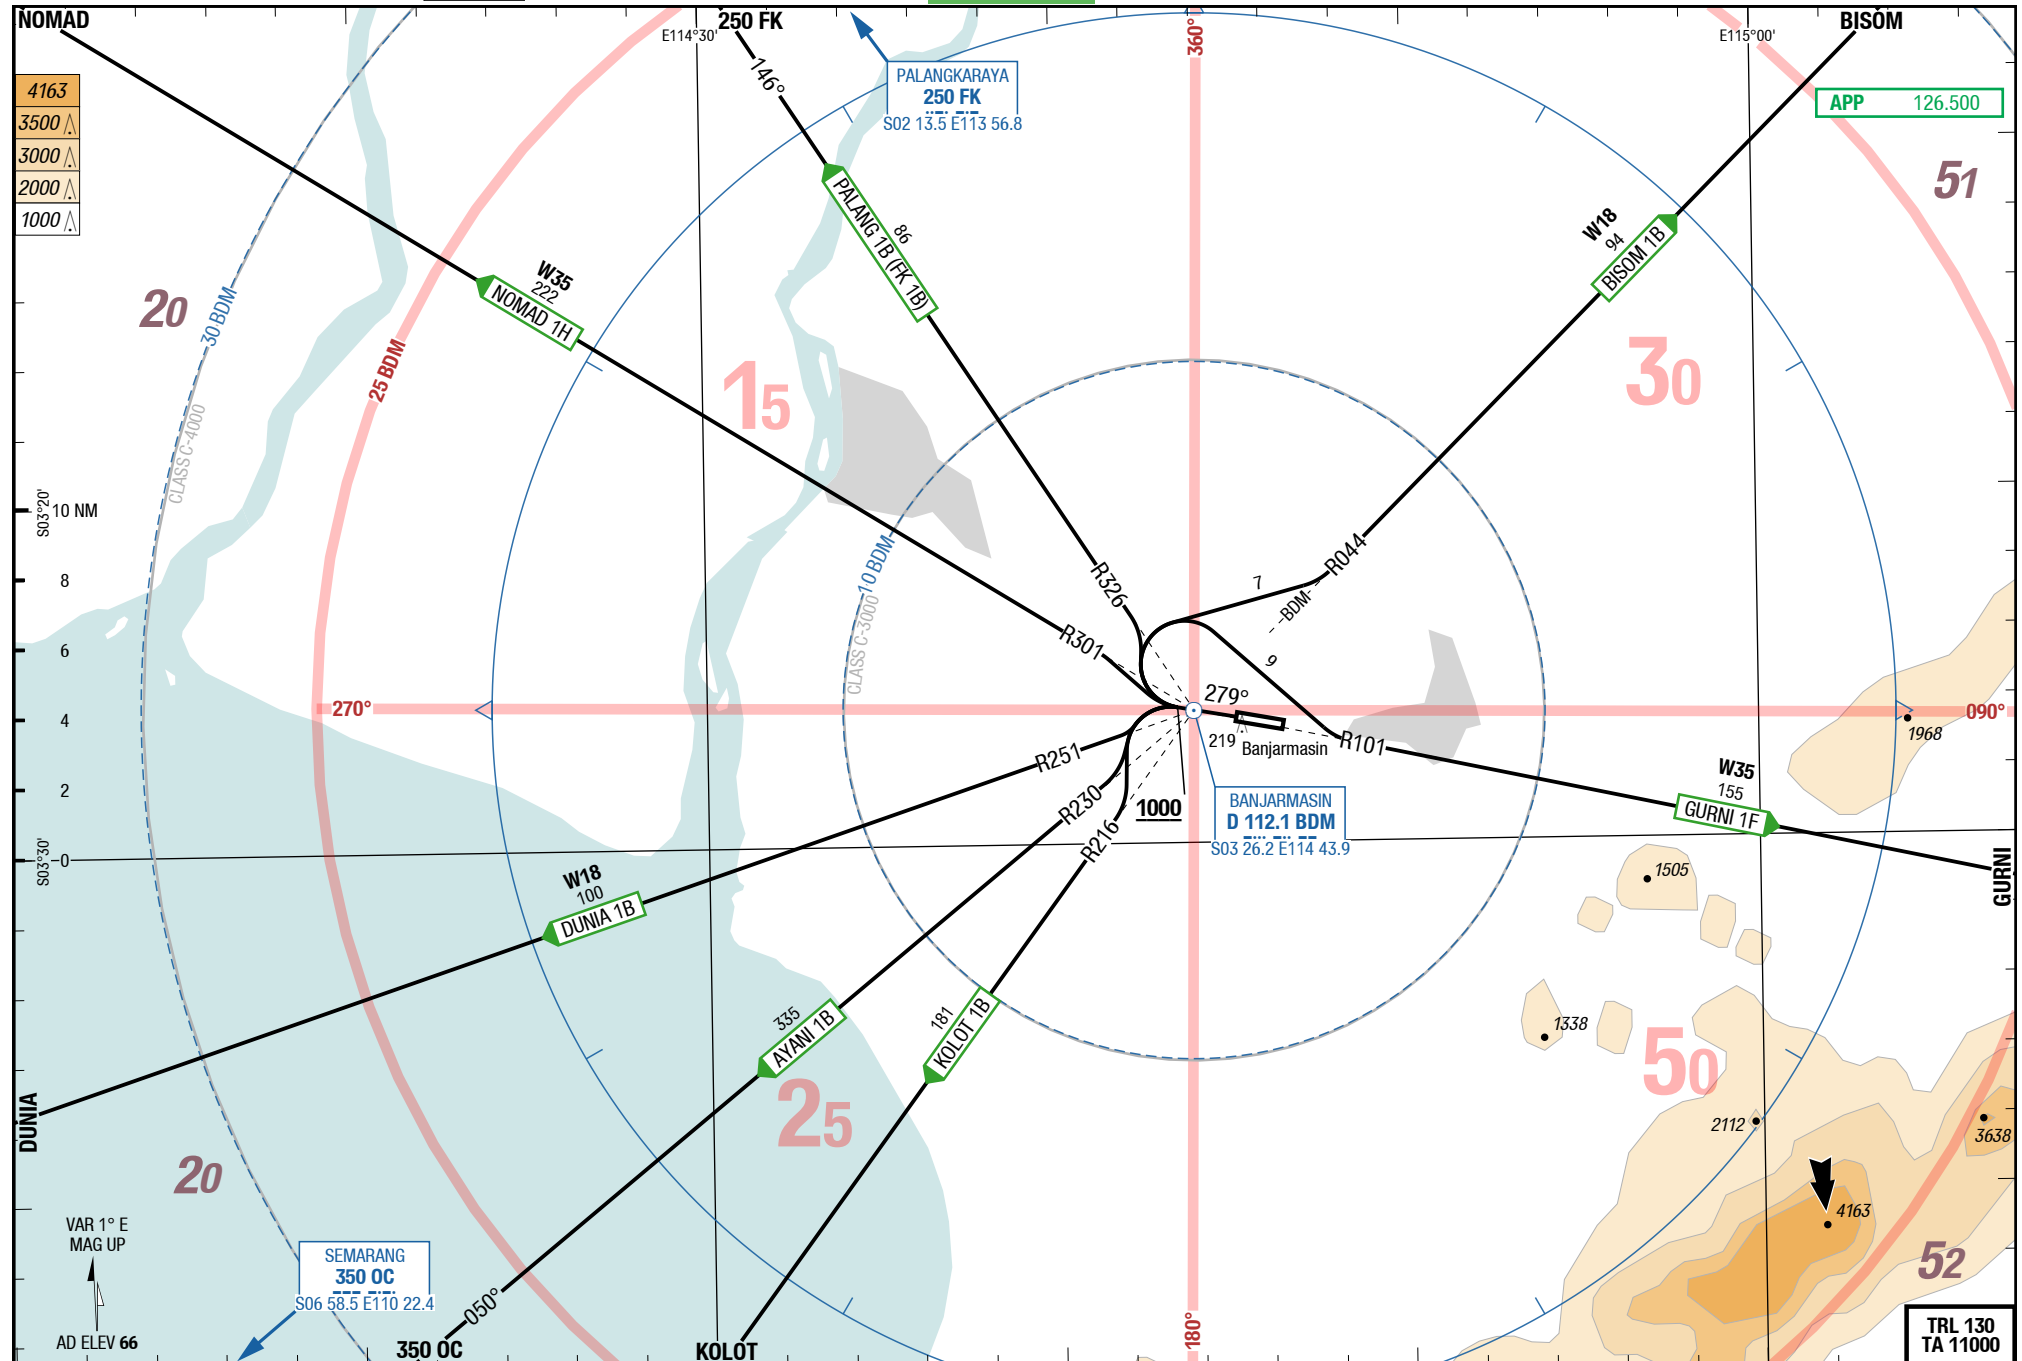 NOMAD
250 FK
E114°30'
360°
E115°00'
BISOM
4163
3500
3000
2000
1000
146°
PALANGKARAYA
250 FK
S02 13.5 E113 56.8
APP 126.500
51
20
30 BDM
25 BDM
W35
222
NOMAD 1H
86
PALANG 1B (FK 1B)
W18
94
BISOM 1B
15
30
CLASS C-4000
S03°20'
10 NM
8
6
4
2
0
S03°30'
10 BDM
CLASS C-3000
R326
R301
7
BDM
R044
9
279°
270°
090°
219
Banjarmasin
R101
1968
R251
R230
R216
1000
BANJARMASIN
D 112.1 BDM
S03 26.2 E114 43.9
W35
155
GURNI 1F
GURNI
1505
W18
100
DUNIA 1B
335
AYANI 1B
181
KOLOT 1B
1338
50
25
DUNIA
2112
3638
20
4163
52
VAR 1° E
MAG UP
AD ELEV 66
SEMARANG
350 OC
S06 58.5 E110 22.4
050°
350 OC
KOLOT
180°
TRL 130
TA 11000